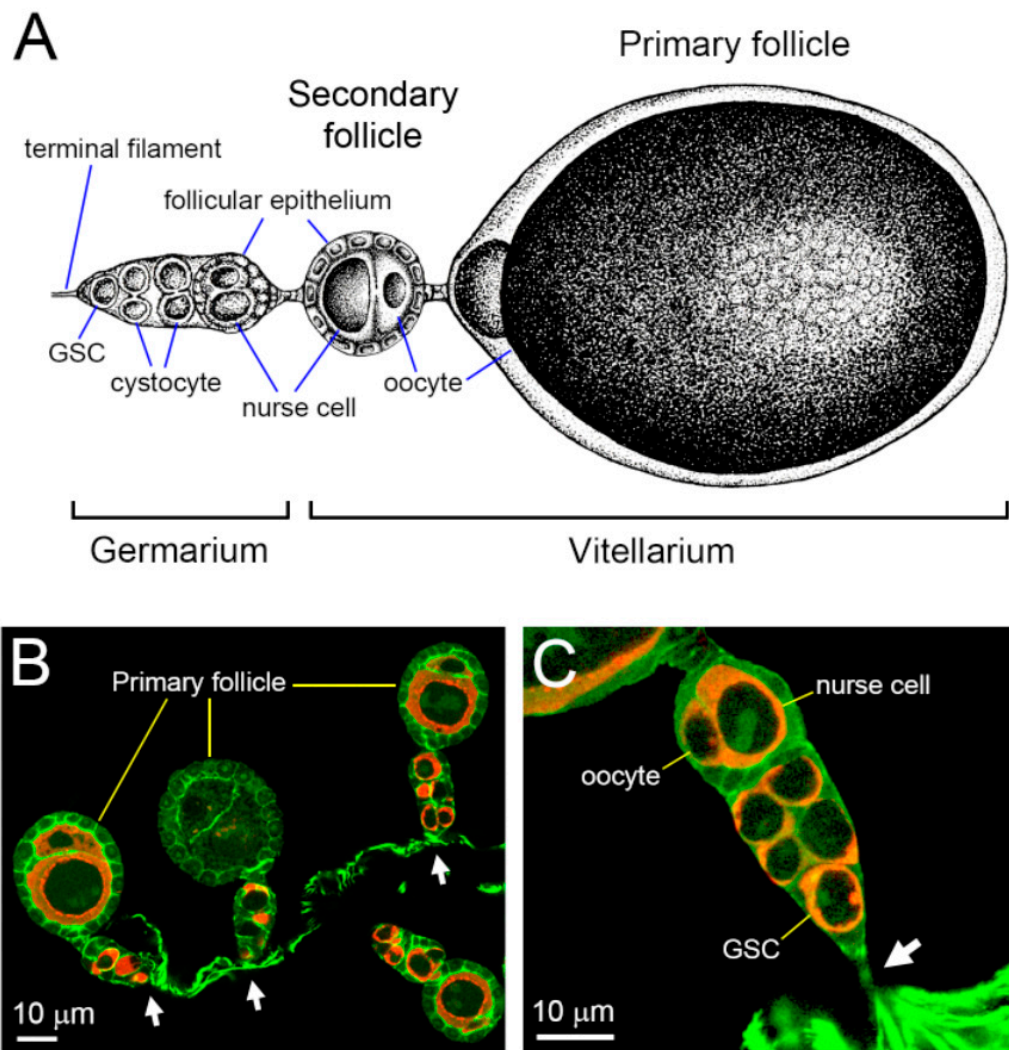 A
Primary follicle
Secondary
follicle
terminal filament
follicular epithelium
GSC
cystocyte
nurse cell
oocyte
Germarium
Vitellarium
B
Primary follicle
10 μm
C
nurse cell
oocyte
GSC
10 μm